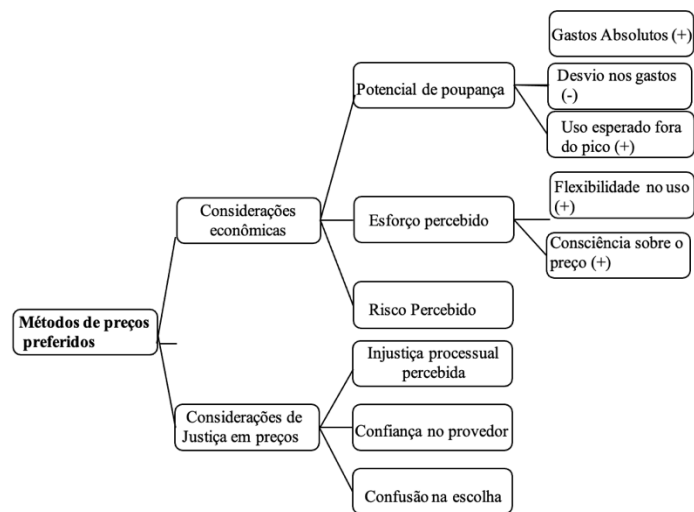 Gastos Absolutos (+)
Potencial de poupança
Desvio nos gastos
(-)
Uso esperado fora
do pico (+)
Considerações
econômicas
Esforço percebido
Flexibilidade no uso
(+)
Consciência sobre o
preço (+)
Risco Percebido
Métodos de preços
preferidos
Injustiça processual
percebida
Considerações de
Justiça em preços
Confiança no provedor
Confusão na escolha